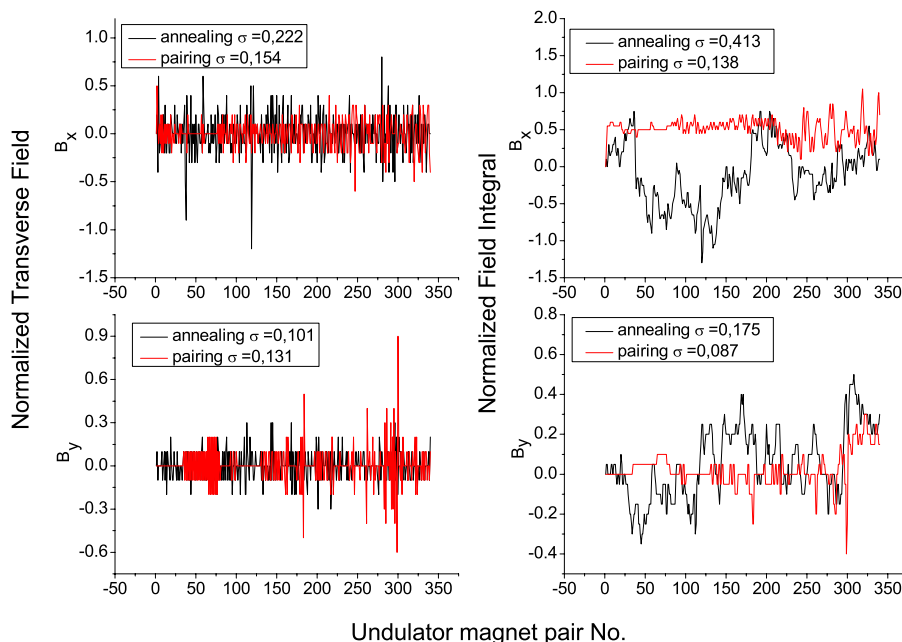 Normalized Transverse Field
Normalized Field Integral
annealing σ =0,222
pairing σ =0,154
B x
1.0
0.5
0.0
-0.5
-1.0
-1.5
-50 0 50 100 150 200 250 300 350
annealing σ =0,413
pairing σ =0,138
B x
2.0
1.5
1.0
0.5
0.0
-0.5
-1.0
-1.5
-50 0 50 100 150 200 250 300 350
annealing σ =0,101
pairing σ =0,131
B y
0.9
0.6
0.3
0.0
-0.3
-0.6
-50 0 50 100 150 200 250 300 350
annealing σ =0,175
pairing σ =0,087
B y
0.8
0.6
0.4
0.2
0.0
-0.2
-0.4
-50 0 50 100 150 200 250 300 350
Undulator magnet pair No.